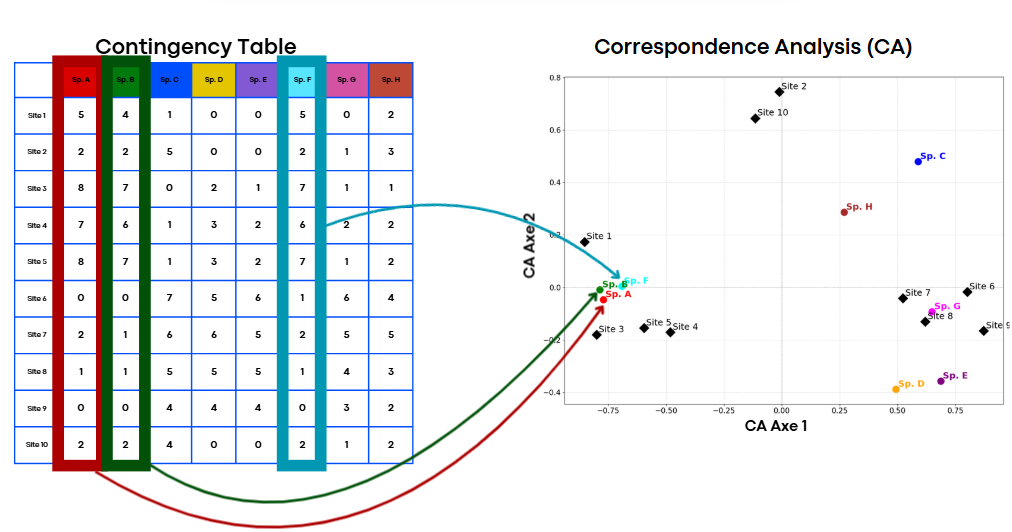 Contingency Table
Sp. A Sp. B Sp. C Sp. D Sp. E Sp. F Sp. G Sp. H
Site 1 5 4 1 0 0 5 0 2
Site 2 2 2 5 0 0 2 1 3
Site 3 8 7 0 2 1 7 1 1
Site 4 7 6 1 3 2 6 2 2
Site 5 8 7 1 3 2 7 1 2
Site 6 0 0 7 5 6 1 6 4
Site 7 2 1 6 6 5 2 5 5
Site 8 1 1 5 5 5 1 4 3
Site 9 0 0 4 4 4 0 3 2
Site 10 2 2 4 0 0 2 1 2
Correspondence Analysis (CA)
CA Axe 2
0.8
0.6
0.4
0.2
0.0
−0.2
−0.4
Site 2
Site 10
Sp. C
Sp. H
Site 1
Sp. F
Sp. B
Sp. A
Site 6
Site 7
Sp. G
Site 8
Site 9
Site 3
Site 5
Site 4
Sp. E
Sp. D
−0.75 −0.50 −0.25 0.00 0.25 0.50 0.75
CA Axe 1